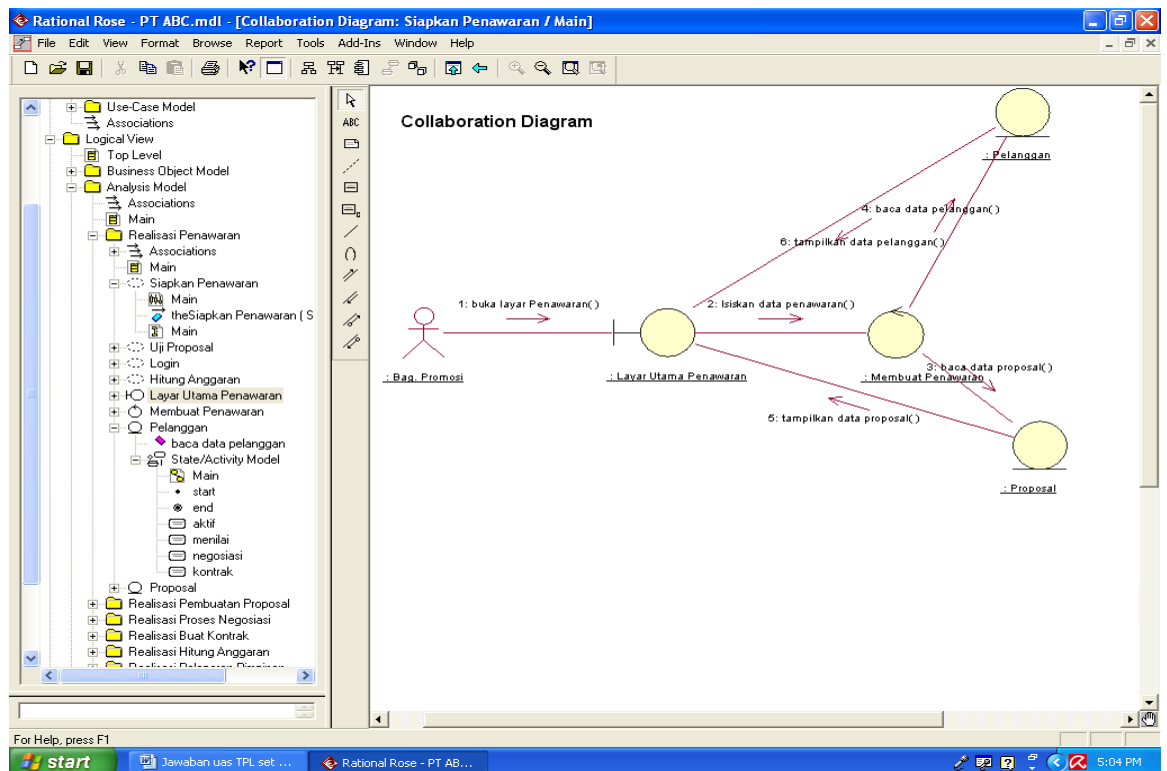 Rational Rose - PT ABC.mdl - [Collaboration Diagram: Siapkan Penawaran / Main]
File Edit View Format Browse Report Tools Add-Ins Window Help
Use-Case Model
Associations
Logical View
Top Level
Business Object Model
Analysis Model
Associations
Main
Realisasi Penawaran
Associations
Main
Siapkan Penawaran
Main
theSiapkan Penawaran ( S
Main
Uji Proposal
Login
Hitung Anggaran
Layar Utama Penawaran
Membuat Penawaran
Pelanggan
baca data pelanggan
State/Activity Model
Main
start
end
aktif
menilai
negosiasi
kontrak
Proposal
Realisasi Pembuatan Proposal
Realisasi Proses Negosiasi
Realisasi Buat Kontrak
Realisasi Hitung Anggaran
ABC
Collaboration Diagram
: Pelanggan
4: baca data pelanggan( )
6: tampilkan data pelanggan( )
1: buka layar Penawaran( )
2: Isiskan data penawaran( )
: Bag. Promosi
: Layar Utama Penawaran
: Membuat Penawaran
3: baca data proposal( )
5: tampilkan data proposal( )
: Proposal
For Help, press F1
start
Jawaban uas TPL set ...
Rational Rose - PT AB...
5:04 PM